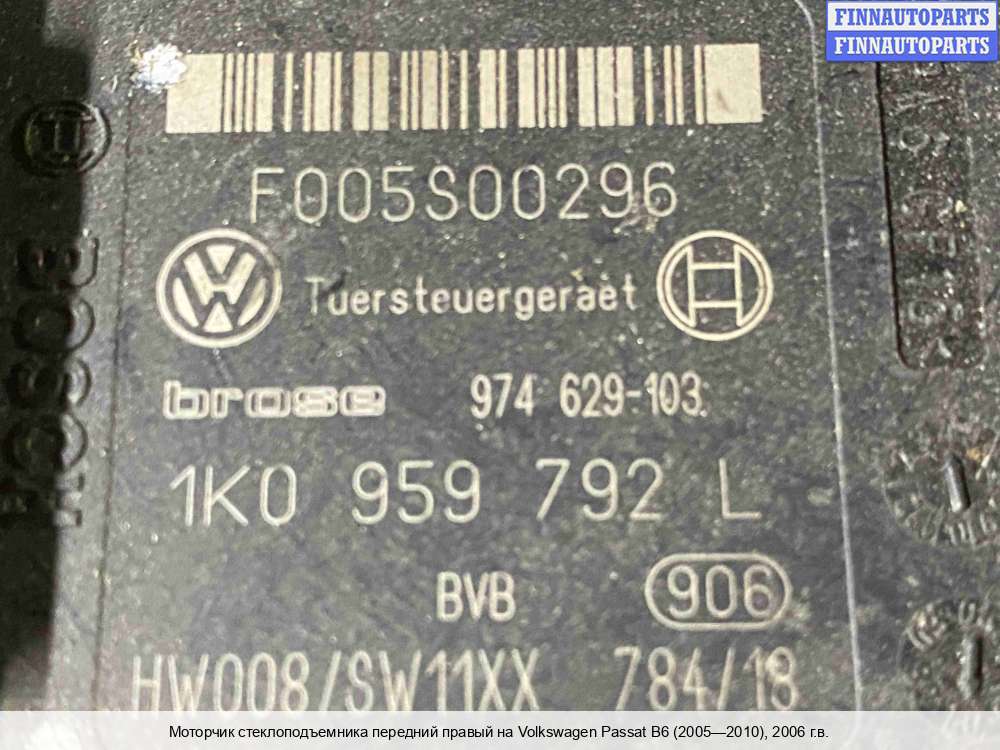 FINNAUTOPARTS
FINNAUTOPARTS
F005S00296
Tuersteuergeraet
brose 974 629-103
1K0 959 792 L
BVB 906
HW008/SW11XX 784/18
Моторчик стеклоподъемника передний правый на Volkswagen Passat B6 (2005—2010), 2006 г.в.